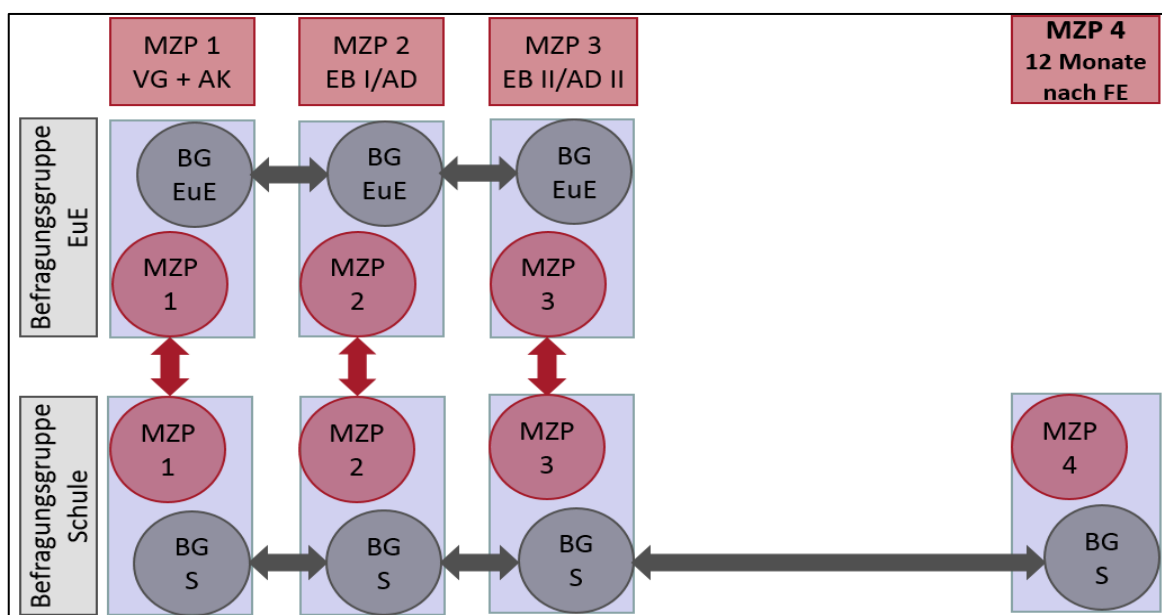 MZP 1
VG + AK
MZP 2
EB I/AD
MZP 3
EB II/AD II
MZP 4
12 Monate
nach FE
Befragungsgruppe
EuE
BG
EuE
BG
EuE
BG
EuE
MZP
1
MZP
2
MZP
3
Befragungsgruppe
Schule
MZP
1
MZP
2
MZP
3
MZP
4
BG
S
BG
S
BG
S
BG
S